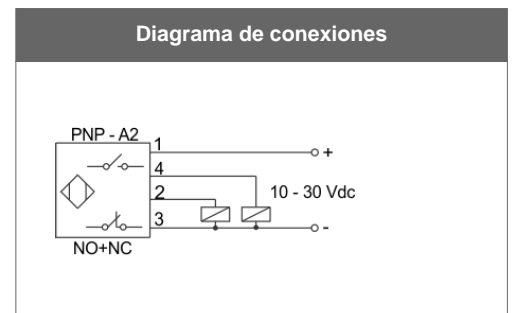 Diagrama de conexiones
PNP - A2
1
+
4
2
10 - 30 Vdc
3
-
NO+NC